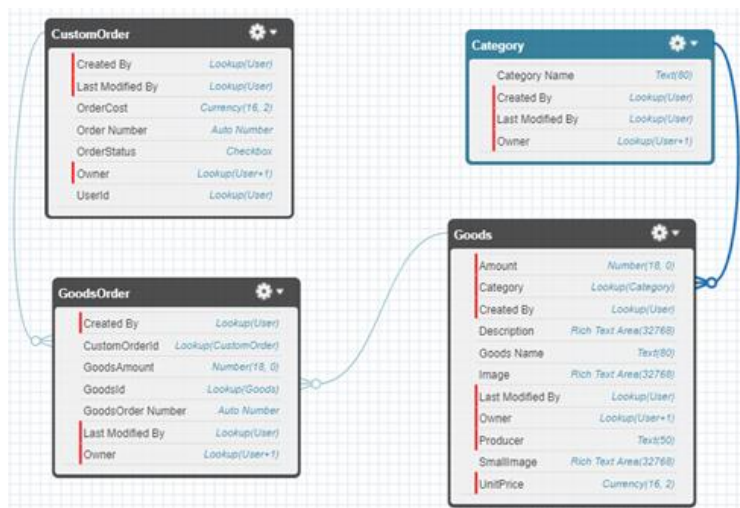 CustomOrder
Created By Lookup(User)
Last Modified By Lookup(User)
OrderCost Currency(16, 2)
Order Number Auto Number
OrderStatus Checkbox
Owner Lookup(User+1)
UserId Lookup(User)
Category
Category Name Text(80)
Created By Lookup(User)
Last Modified By Lookup(User)
Owner Lookup(User+1)
GoodsOrder
Created By Lookup(User)
CustomOrderId Lookup(CustomOrder)
GoodsAmount Number(18, 0)
GoodsId Lookup(Goods)
GoodsOrder Number Auto Number
Last Modified By Lookup(User)
Owner Lookup(User+1)
Goods
Amount Number(18, 0)
Category Lookup(Category)
Created By Lookup(User)
Description Rich Text Area(32768)
Goods Name Text(80)
Image Rich Text Area(32768)
Last Modified By Lookup(User)
Owner Lookup(User+1)
Producer Text(50)
SmallImage Rich Text Area(32768)
UnitPrice Currency(16, 2)